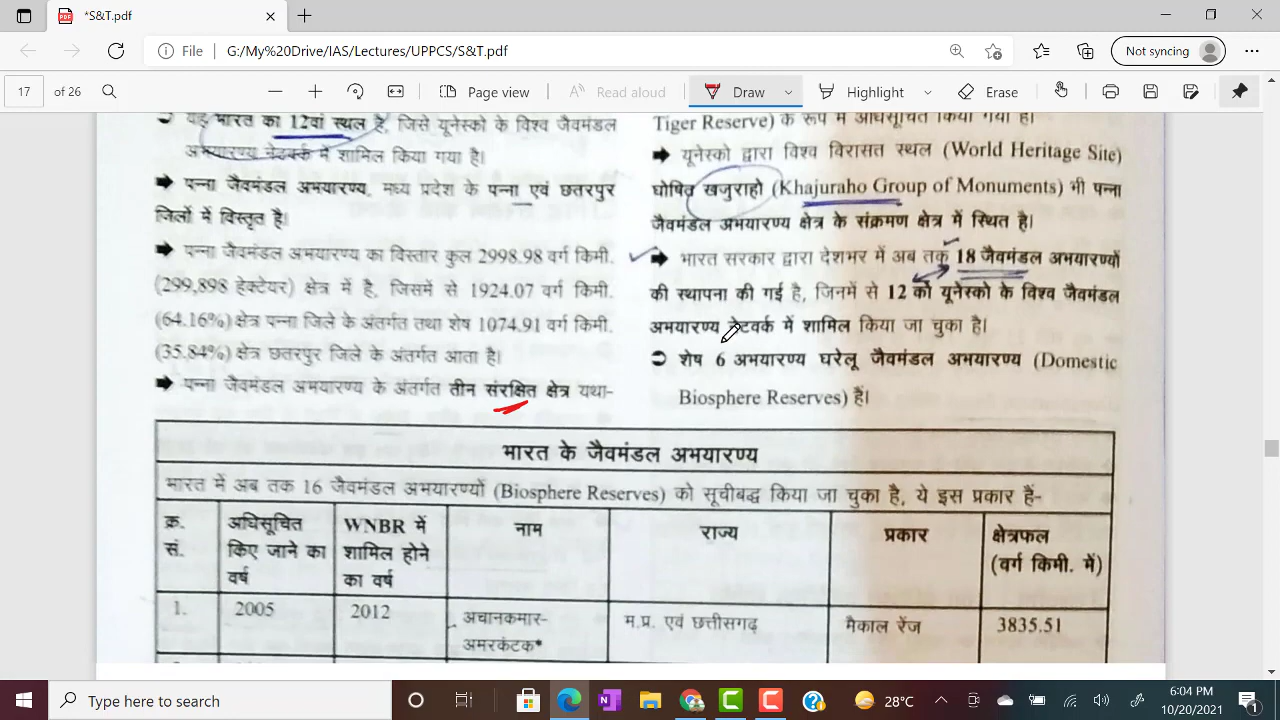 *S&T.pdf
File
G:/My%20Drive/IAS/Lectures/UPPCS/S&T.pdf
Not syncing
17 of 26
Page view
Read aloud
Draw
Highlight
Erase
यह भारत का 12वां स्थल है, जिसे यूनेस्को के विश्व जैवमंडल
अभयारण्य नेटवर्क में शामिल किया गया है।
पन्ना जैवमंडल अभयारण्य, मध्य प्रदेश के पन्ना एवं छतरपुर
जिलों में विस्तृत है।
पन्ना जैवमंडल अभयारण्य का विस्तार कुल 2998.98 वर्ग किमी.
(299,898 हेक्टेयर) क्षेत्र में है, जिसमें से 1924.07 वर्ग किमी.
(64.16%) क्षेत्र पन्ना जिले के अंतर्गत तथा शेष 1074.91 वर्ग किमी.
(35.84%) क्षेत्र छतरपुर जिले के अंतर्गत आता है।
पन्ना जैवमंडल अभयारण्य के अंतर्गत तीन संरक्षित क्षेत्र यथा-
Tiger Reserve) के रूप में अधिसूचित किया गया है।
यूनेस्को द्वारा विश्व विरासत स्थल (World Heritage Site)
घोषित खजुराहो (Khajuraho Group of Monuments) भी पन्ना
जैवमंडल अभयारण्य क्षेत्र के संक्रमण क्षेत्र में स्थित है।
भारत सरकार द्वारा देशभर में अब तक 18 जैवमंडल अभयारण्यों
की स्थापना की गई है, जिनमें से 12 को यूनेस्को के विश्व जैवमंडल
अभयारण्य नेटवर्क में शामिल किया जा चुका है।
शेष 6 अभयारण्य घरेलू जैवमंडल अभयारण्य (Domestic
Biosphere Reserves) हैं।
भारत के जैवमंडल अभयारण्य
भारत में अब तक 16 जैवमंडल अभयारण्यों (Biosphere Reserves) को सूचीबद्ध किया जा चुका है, ये इस प्रकार हैं-
क्र. सं.
अधिसूचित किए जाने का वर्ष
WNBR में शामिल होने का वर्ष
नाम
राज्य
प्रकार
क्षेत्रफल (वर्ग किमी. में)
1.
2005
2012
अचानकमार-
अमरकंटक*
म.प्र. एवं छत्तीसगढ़
मैकाल रेंज
3835.51
Type here to search
28°C
6:04 PM
10/20/2021